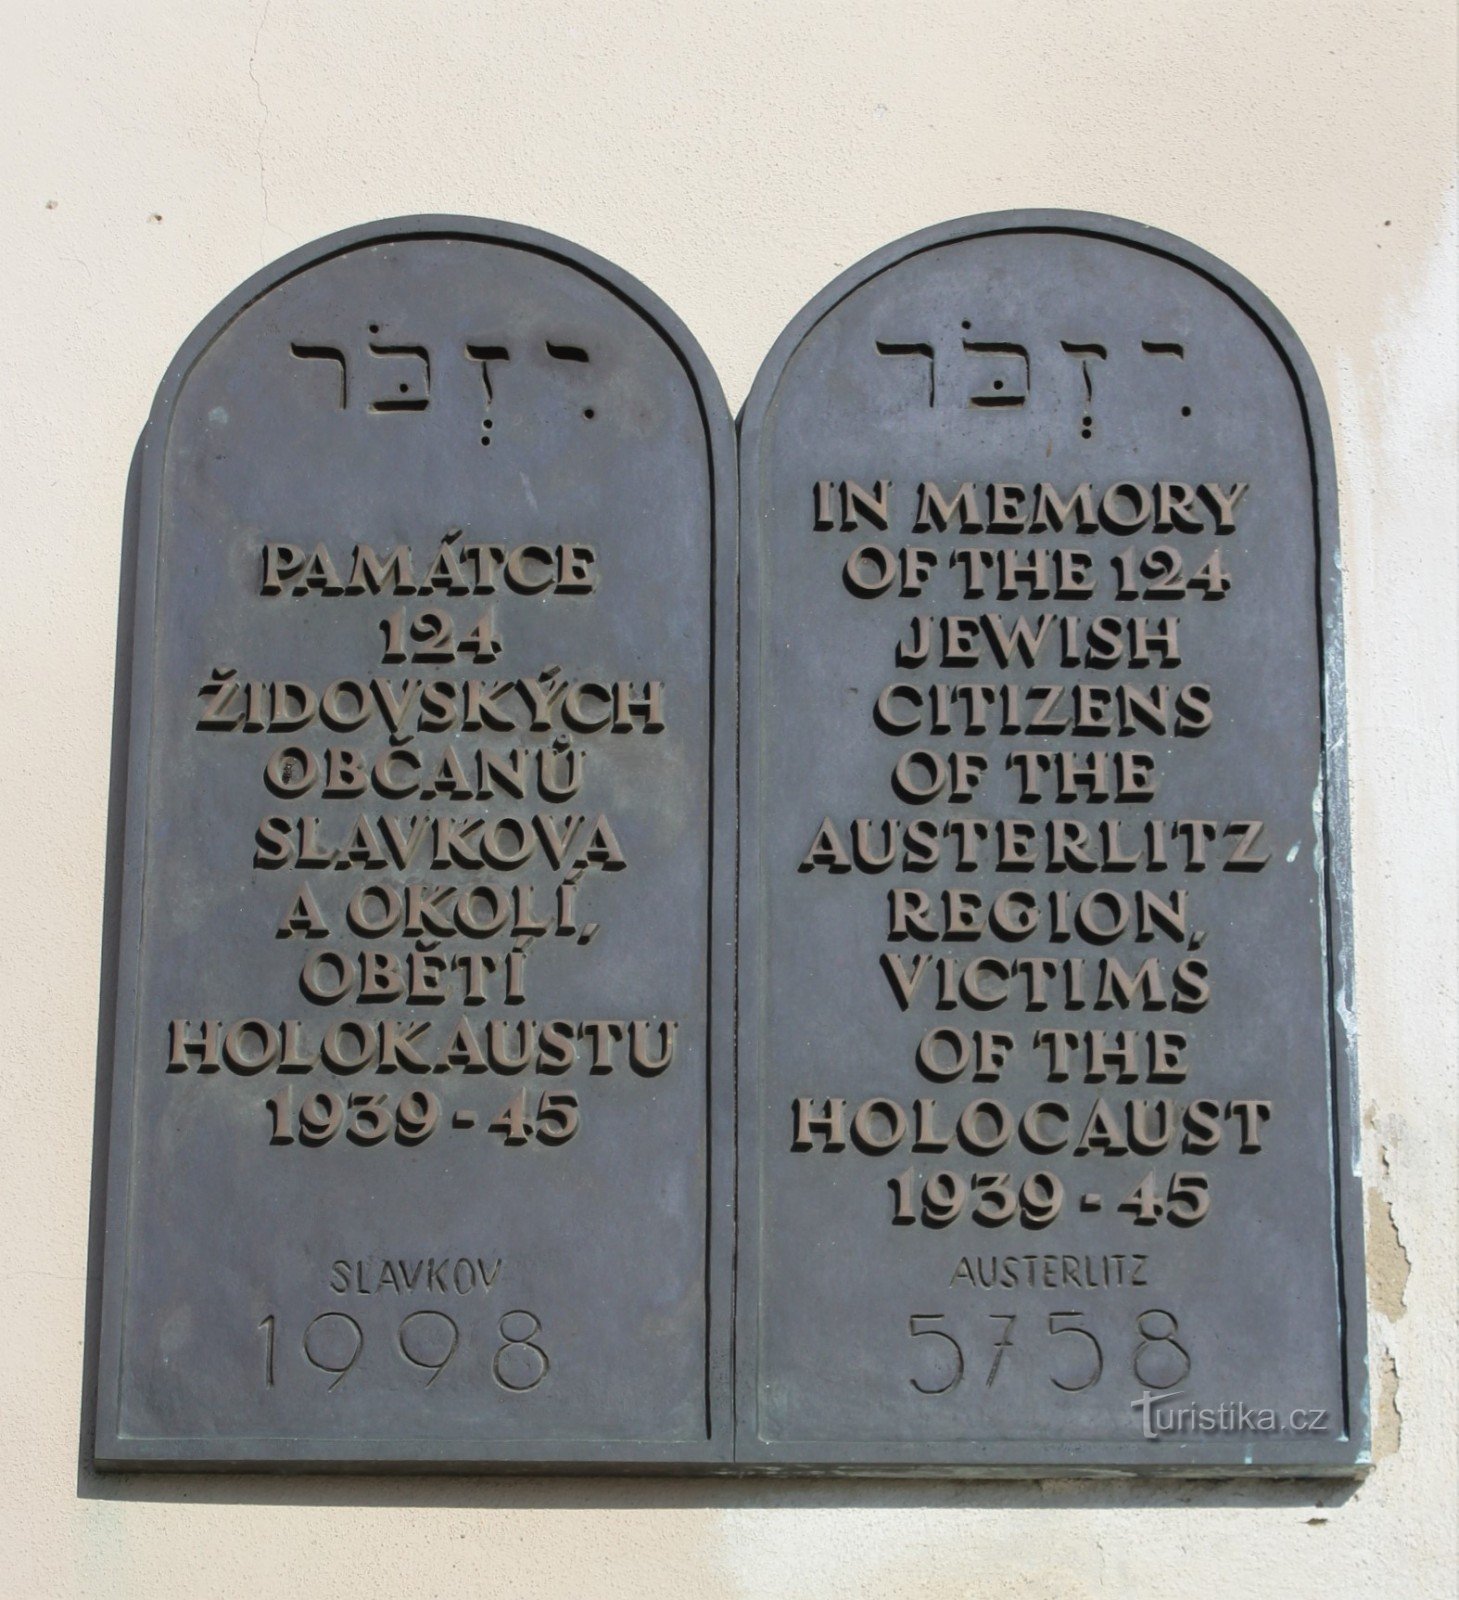 יִזְכֹּר
PAMÁTCE
124
ŽIDOVSKÝCH
OBČANŮ
SLAVKOVA
A OKOLÍ,
OBĚTÍ
HOLOKAUSTU
1939-45
SLAVKOV
1998
יִזְכֹּר
IN MEMORY
OF THE 124
JEWISH
CITIZENS
OF THE
AUSTERLITZ
REGION,
VICTIMS
OF THE
HOLOCAUST
1939-45
AUSTERLITZ
5758
Turistika.cz